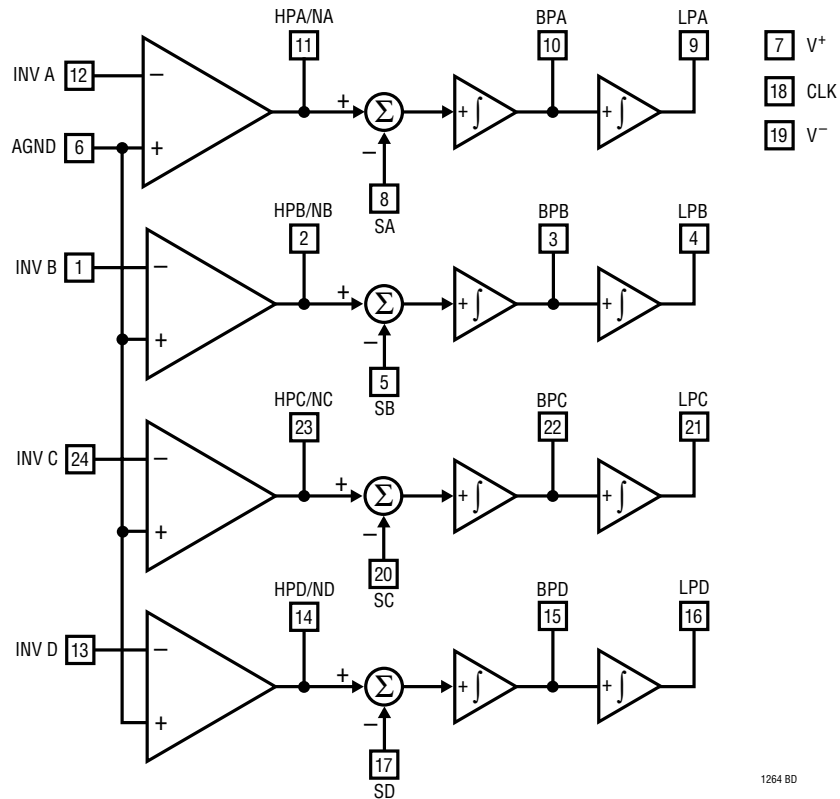 HPA/NA BPA LPA
11 10 9 7 V+
INV A 12 − + Σ + ∫ + ∫ 18 CLK
AGND 6 + − 19 V−
8
SA
HPB/NB BPB LPB
2 3 4
INV B 1 − + Σ + ∫ + ∫
+ −
5
SB
HPC/NC BPC LPC
23 22 21
INV C 24 − + Σ + ∫ + ∫
+ −
20
SC
HPD/ND BPD LPD
14 15 16
INV D 13 − + Σ + ∫ + ∫
+ −
17
SD
1264 BD